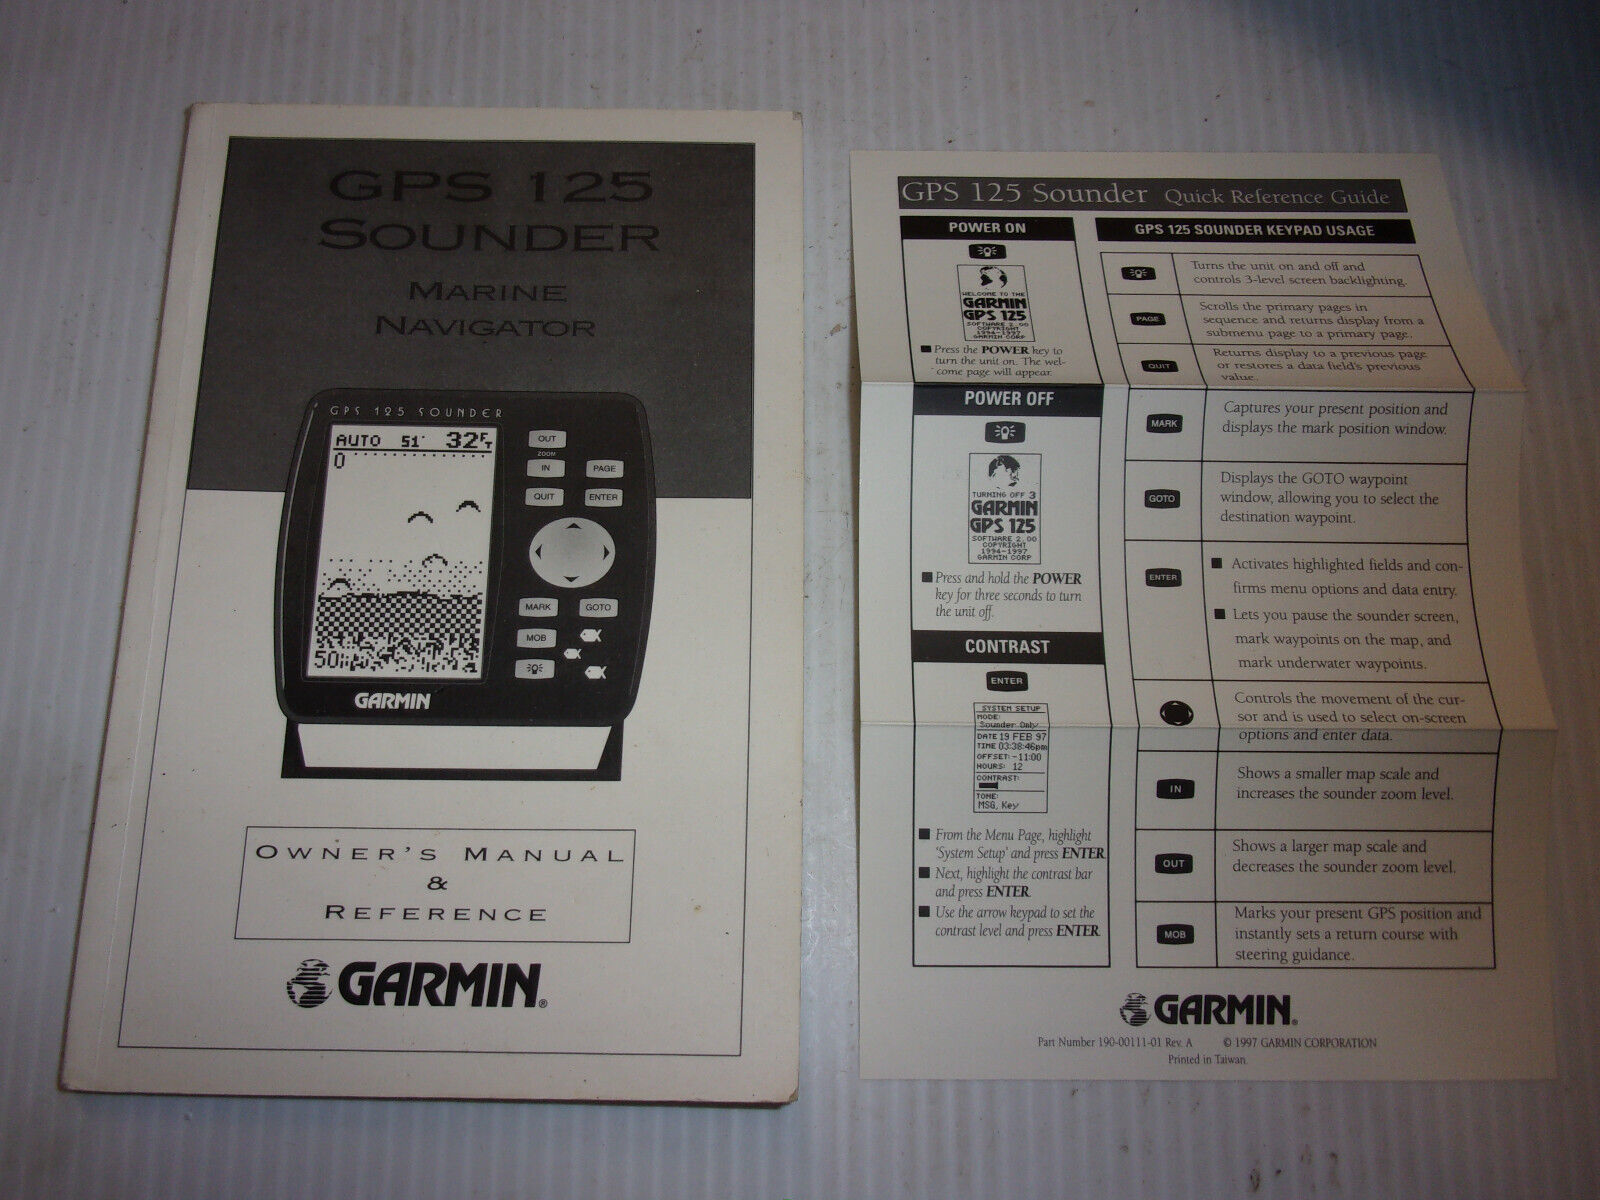 GPS 125
SOUNDER
MARINE
NAVIGATOR
GPS 125 SOUNDER
AUTO 51' 32FT
0
50
OUT
ZOOM
IN
PAGE
QUIT
ENTER
MARK
GOTO
MOB
GARMIN
OWNER'S MANUAL
&
REFERENCE
GARMIN®
GPS 125 Sounder Quick Reference Guide
POWER ON
WELCOME TO THE
GARMIN
GPS 125
SOFTWARE 2.00
COPYRIGHT
1994-1997
GARMIN CORP
■ Press the POWER key to
turn the unit on. The wel-
come page will appear.
POWER OFF
TURNING OFF 3
GARMIN
GPS 125
SOFTWARE 2.00
COPYRIGHT
1994-1997
GARMIN CORP
■ Press and hold the POWER
key for three seconds to turn
the unit off.
CONTRAST
ENTER
SYSTEM SETUP
MODE:
Sounder Only
DATE 19 FEB 97
TIME 03:38:46pm
OFFSET: -11:00
HOURS: 12
CONTRAST:
TONE:
MSG, Key
■ From the Menu Page, highlight
'System Setup' and press ENTER.
■ Next, highlight the contrast bar
and press ENTER.
■ Use the arrow keypad to set the
contrast level and press ENTER.
GPS 125 SOUNDER KEYPAD USAGE
Turns the unit on and off and
controls 3-level screen backlighting.
PAGE
Scrolls the primary pages in
sequence and returns display from a
submenu page to a primary page.
QUIT
Returns display to a previous page
or restores a data field's previous
value.
MARK
Captures your present position and
displays the mark position window.
GOTO
Displays the GOTO waypoint
window, allowing you to select the
destination waypoint.
ENTER
■ Activates highlighted fields and con-
firms menu options and data entry.
■ Lets you pause the sounder screen,
mark waypoints on the map, and
mark underwater waypoints.
Controls the movement of the cur-
sor and is used to select on-screen
options and enter data.
IN
Shows a smaller map scale and
increases the sounder zoom level.
OUT
Shows a larger map scale and
decreases the sounder zoom level.
MOB
Marks your present GPS position and
instantly sets a return course with
steering guidance.
GARMIN®
Part Number 190-00111-01 Rev. A © 1997 GARMIN CORPORATION
Printed in Taiwan.